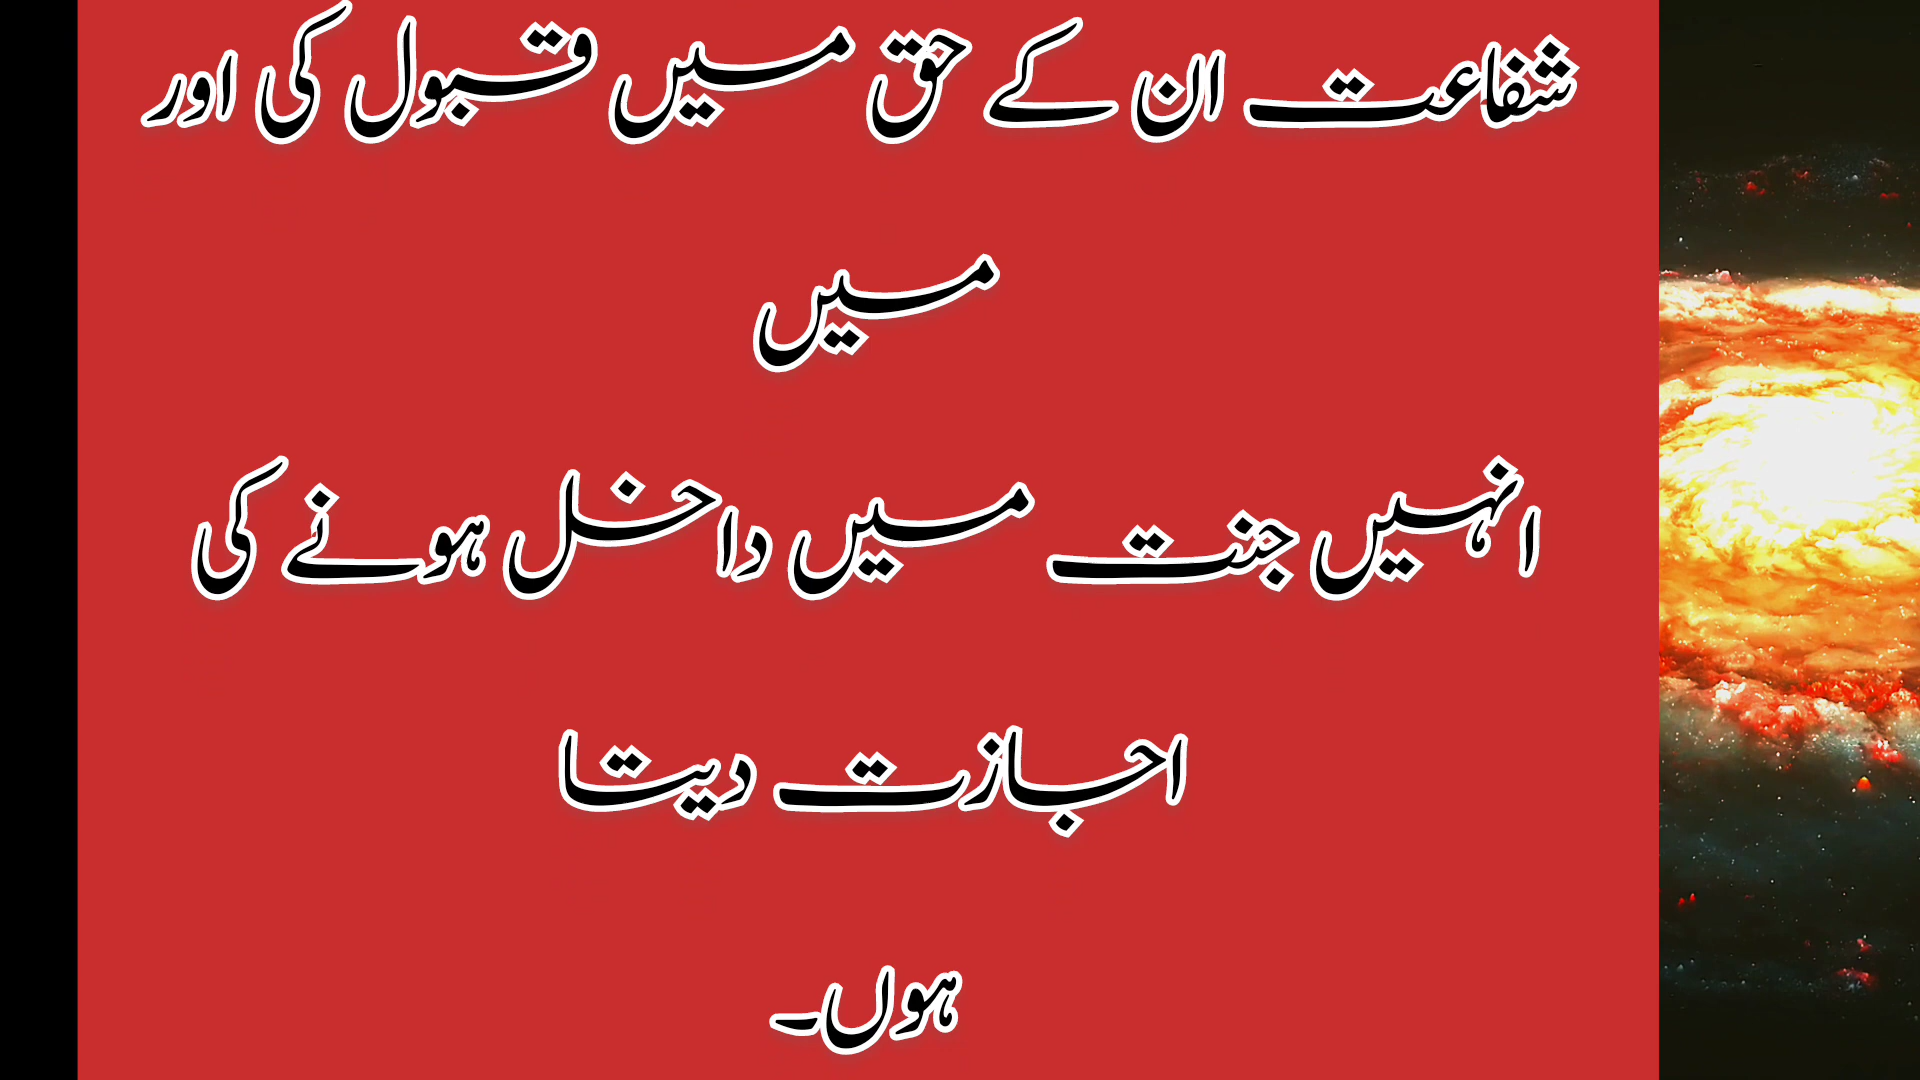 شفاعت ان کے حق میں قبول کی اور
میں
انہیں جنت میں داخل ہونے کی
اجازت دیتا
ہوں۔